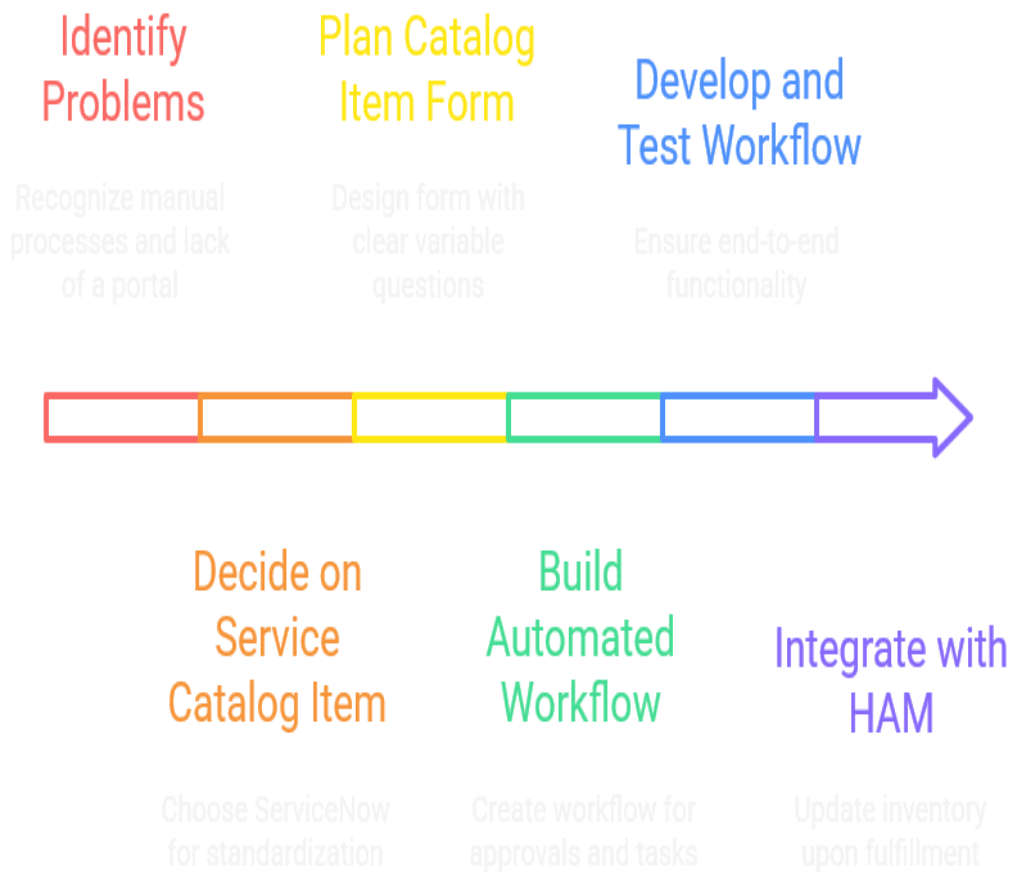 Identify
Problems
Recognize manual
processes and lack
of a portal
Plan Catalog
Item Form
Design form with
clear variable
questions
Develop and
Test Workflow
Ensure end-to-end
functionality
Decide on
Service
Catalog Item
Choose ServiceNow
for standardization
Build
Automated
Workflow
Create workflow for
approvals and tasks
Integrate with
HAM
Update inventory
upon fulfillment